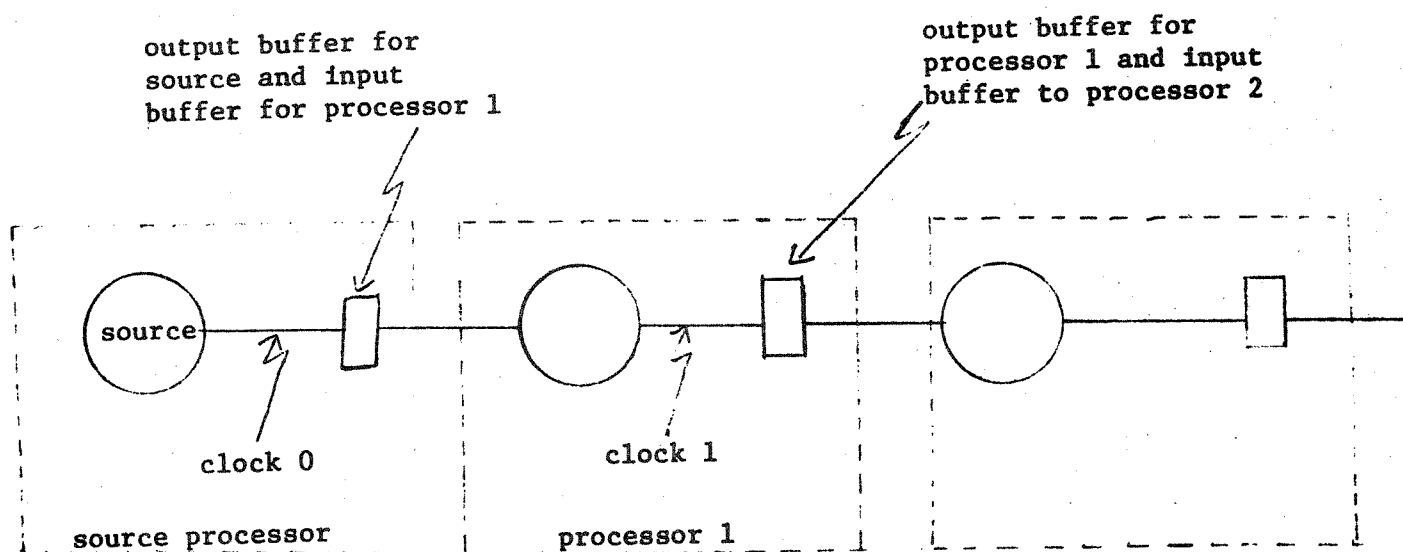 output buffer for
source and input
buffer for processor 1
output buffer for
processor 1 and input
buffer to processor 2
source
clock 0
clock 1
source processor
processor 1